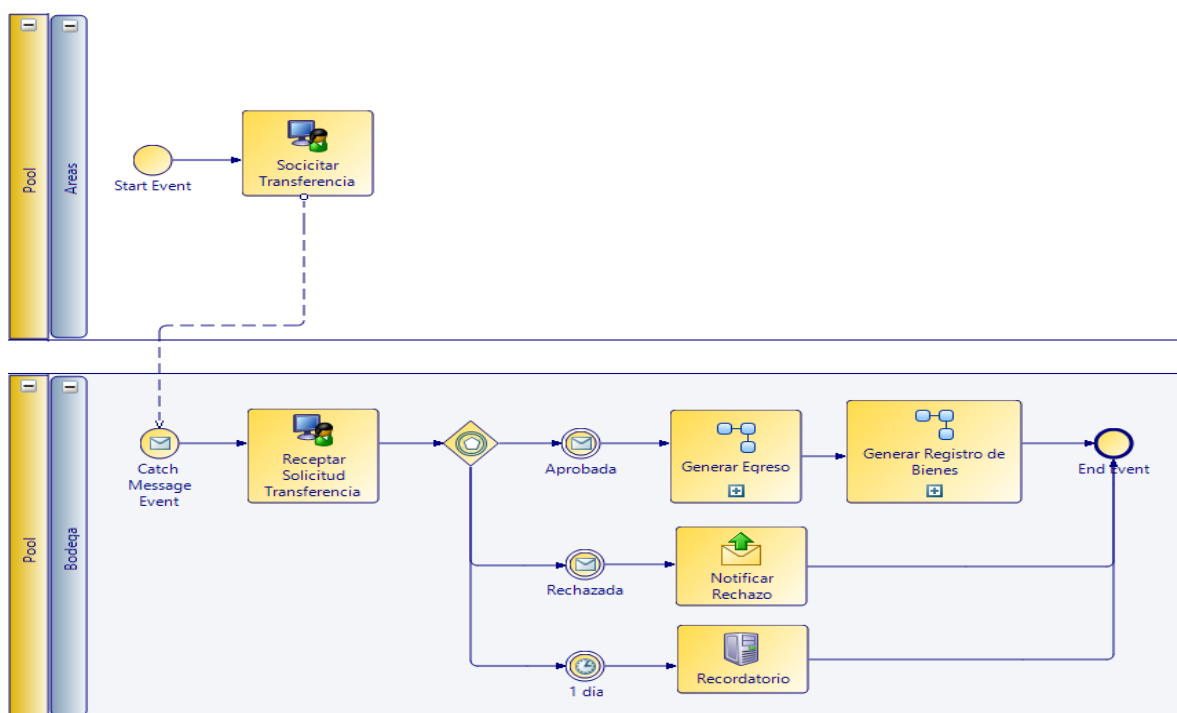 Pool
Areas
Start Event
Socicitar
Transferencia
Pool
Bodega
Catch
Message
Event
Receptar
Solicitud
Transferencia
Aprobada
Generar Egreso
Generar Registro de
Bienes
End Event
Rechazada
Notificar
Rechazo
1 dia
Recordatorio